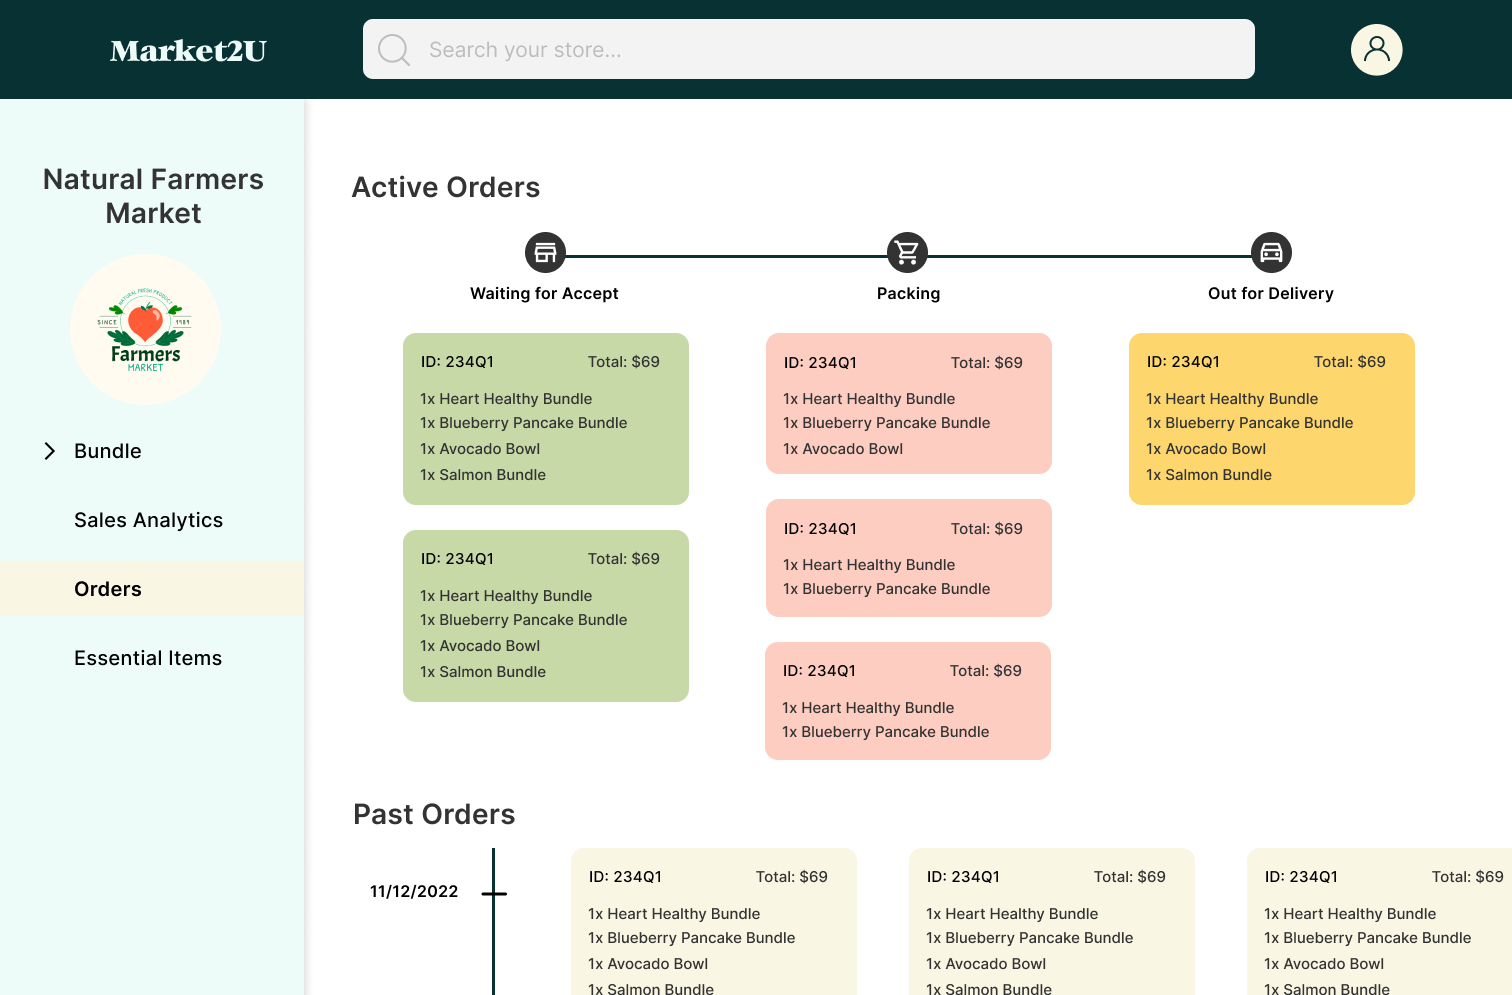 Market2U
Search your store...
Natural Farmers
Market
NATURAL FRESH PRODUCT
SINCE 1989
Farmers
MARKET
Bundle
Sales Analytics
Orders
Essential Items
Active Orders
Waiting for Accept
Packing
Out for Delivery
ID: 234Q1 Total: $69
1x Heart Healthy Bundle
1x Blueberry Pancake Bundle
1x Avocado Bowl
1x Salmon Bundle
ID: 234Q1 Total: $69
1x Heart Healthy Bundle
1x Blueberry Pancake Bundle
1x Avocado Bowl
1x Salmon Bundle
ID: 234Q1 Total: $69
1x Heart Healthy Bundle
1x Blueberry Pancake Bundle
1x Avocado Bowl
ID: 234Q1 Total: $69
1x Heart Healthy Bundle
1x Blueberry Pancake Bundle
ID: 234Q1 Total: $69
1x Heart Healthy Bundle
1x Blueberry Pancake Bundle
ID: 234Q1 Total: $69
1x Heart Healthy Bundle
1x Blueberry Pancake Bundle
1x Avocado Bowl
1x Salmon Bundle
Past Orders
11/12/2022
ID: 234Q1 Total: $69
1x Heart Healthy Bundle
1x Blueberry Pancake Bundle
1x Avocado Bowl
1x Salmon Bundle
ID: 234Q1 Total: $69
1x Heart Healthy Bundle
1x Blueberry Pancake Bundle
1x Avocado Bowl
1x Salmon Bundle
ID: 234Q1 Total: $69
1x Heart Healthy Bundle
1x Blueberry Pancake Bundle
1x Avocado Bowl
1x Salmon Bundle